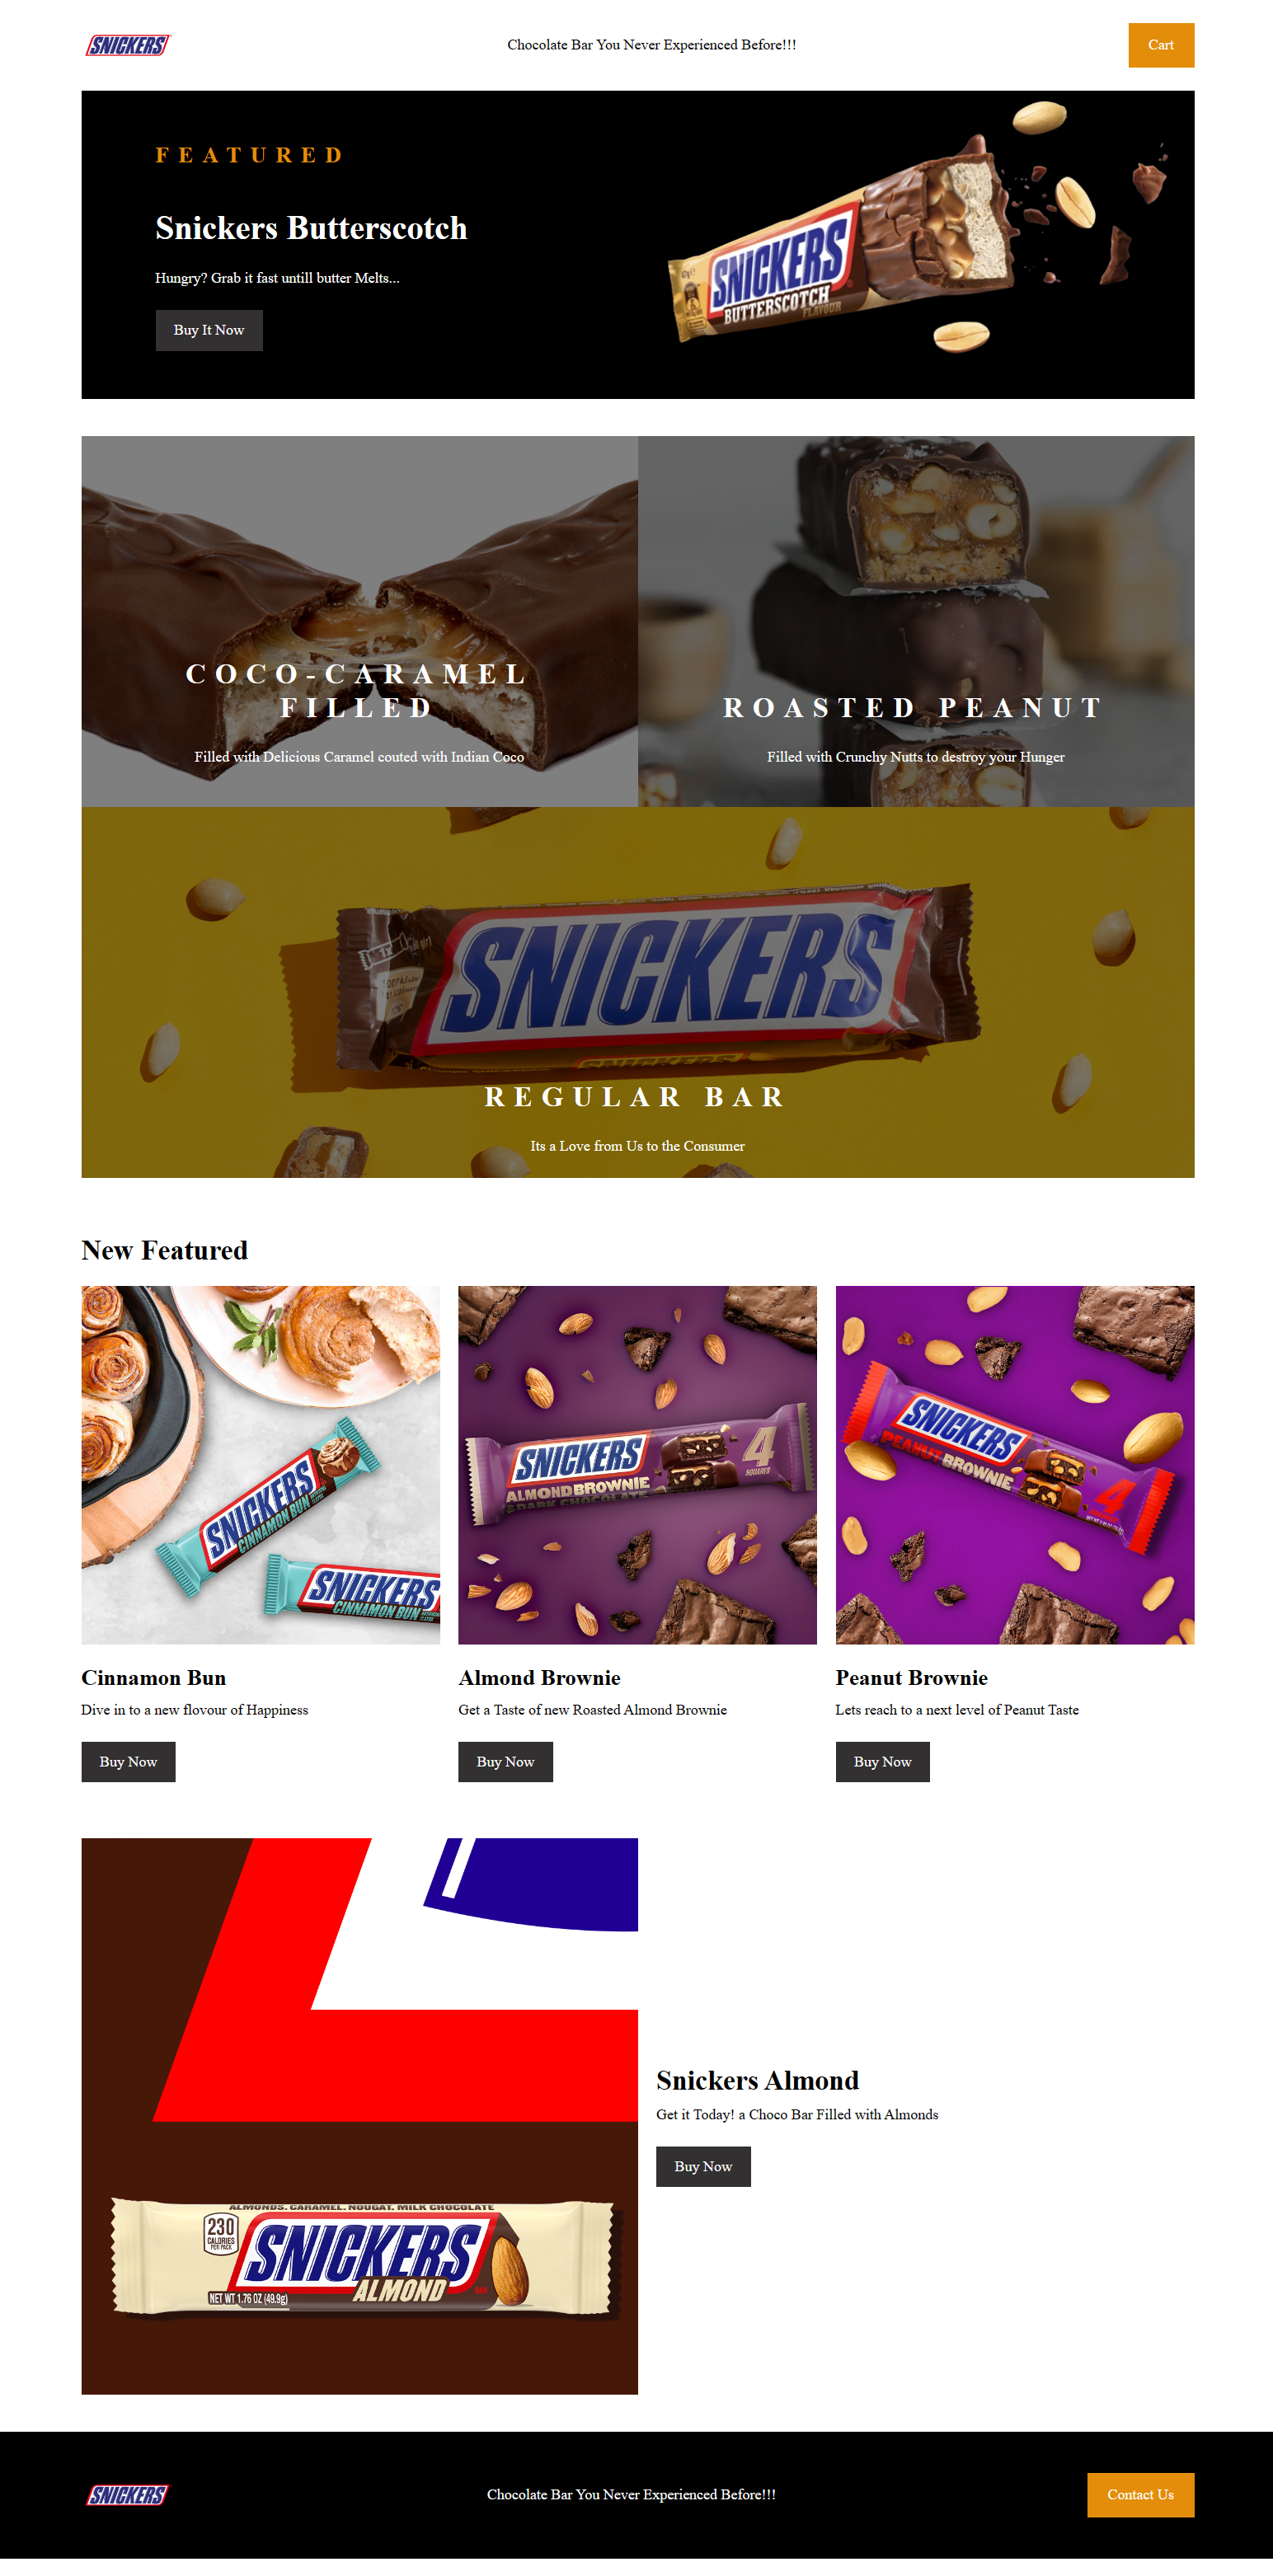 SNICKERS
Chocolate Bar You Never Experienced Before!!!
Cart
FEATURED
Snickers Butterscotch
Hungry? Grab it fast untill butter Melts...
Buy It Now
SNICKERS
BUTTERSCOTCH
FLAVOUR
COCO-CARAMEL
FILLED
Filled with Delicious Caramel couted with Indian Coco
ROASTED PEANUT
Filled with Crunchy Nutts to destroy your Hunger
SNICKERS
SNICKERS
REGULAR BAR
Its a Love from Us to the Consumer
New Featured
SNICKERS
CINNAMON BUN
SNICKERS
CINNAMON BUN
SNICKERS
4
SQUARES
ALMOND BROWNIE
& DARK CHOCOLATE
SNICKERS
PEANUT BROWNIE
4
Cinnamon Bun
Dive in to a new flovour of Happiness
Buy Now
Almond Brownie
Get a Taste of new Roasted Almond Brownie
Buy Now
Peanut Brownie
Lets reach to a next level of Peanut Taste
Buy Now
ALMONDS, CARAMEL, NOUGAT, MILK CHOCOLATE
230
CALORIES
PER PACK
SNICKERS
ALMOND
BAR
NET WT 1.76 OZ (49.9g)
Snickers Almond
Get it Today! a Choco Bar Filled with Almonds
Buy Now
SNICKERS
Chocolate Bar You Never Experienced Before!!!
Contact Us